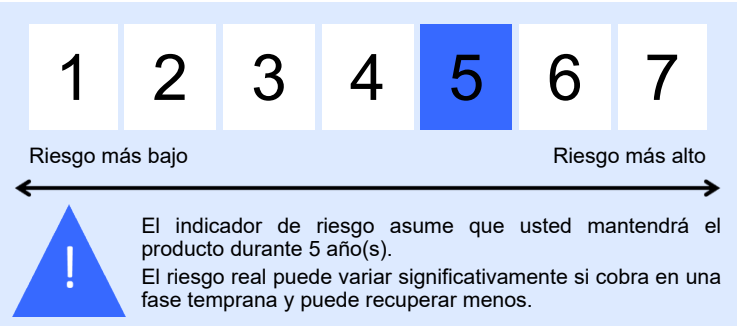 1 2 3 4 5 6 7
Riesgo más bajo Riesgo más alto
!
El indicador de riesgo asume que usted mantendrá el
producto durante 5 año(s).
El riesgo real puede variar significativamente si cobra en una
fase temprana y puede recuperar menos.